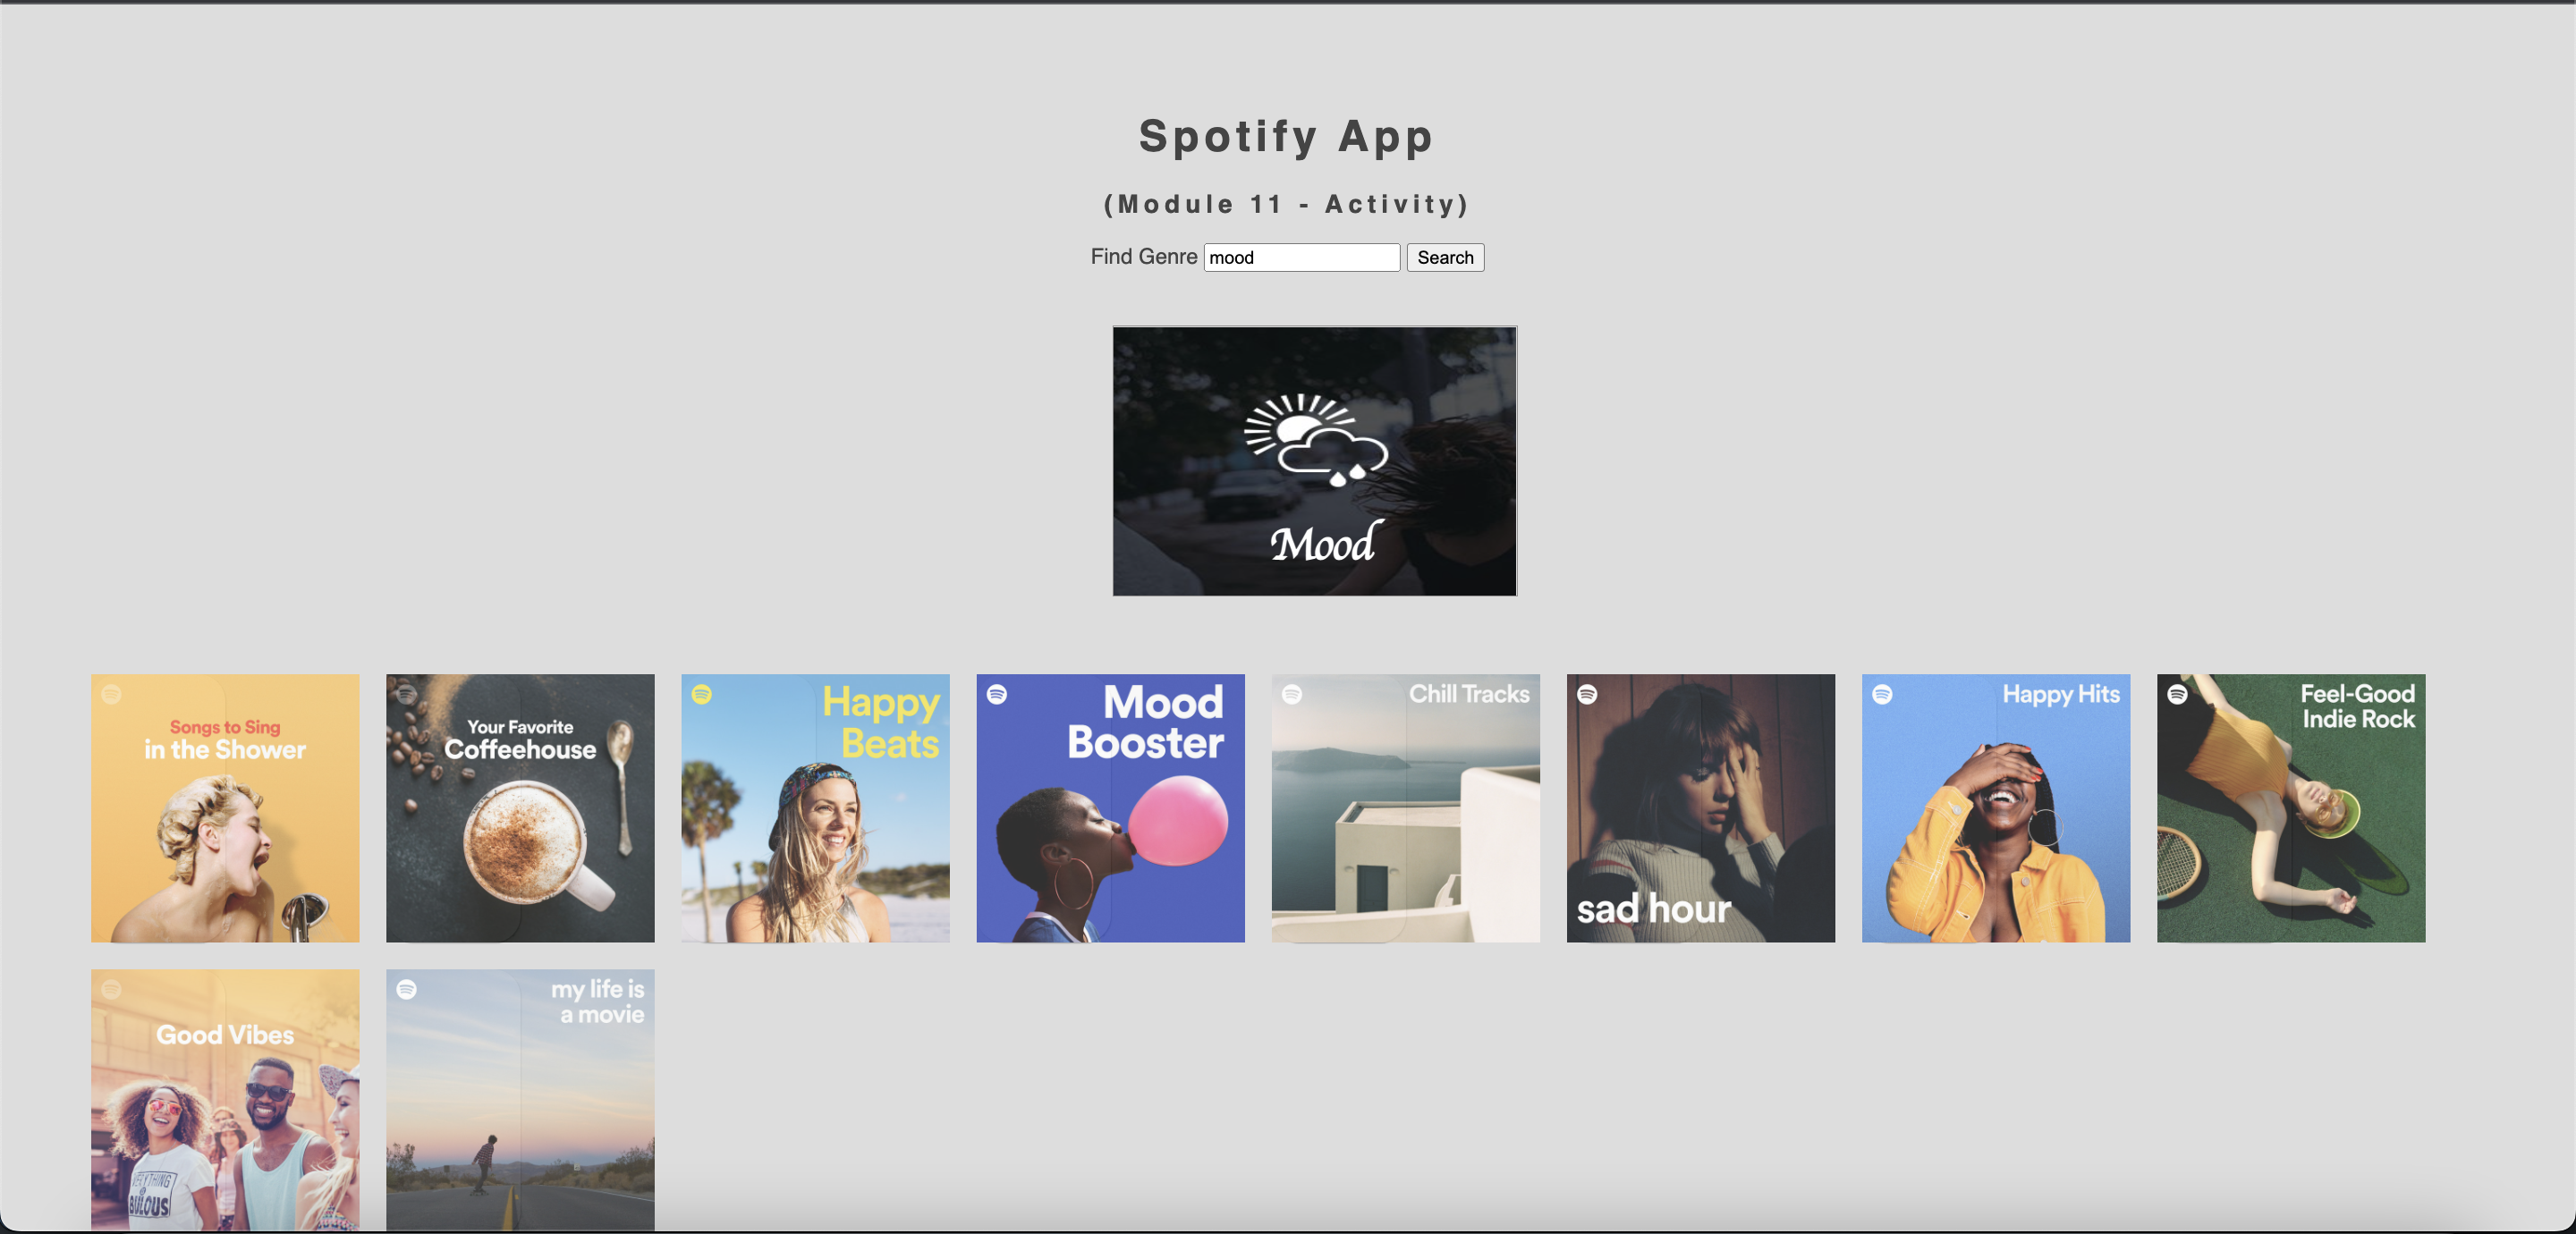 Spotify App
(Module 11 - Activity)
Find Genre mood Search
Mood
Songs to Sing
in the Shower
Your Favorite
Coffeehouse
Happy
Beats
Mood
Booster
Chill Tracks
sad hour
Happy Hits
Feel-Good
Indie Rock
Good Vibes
my life is
a movie